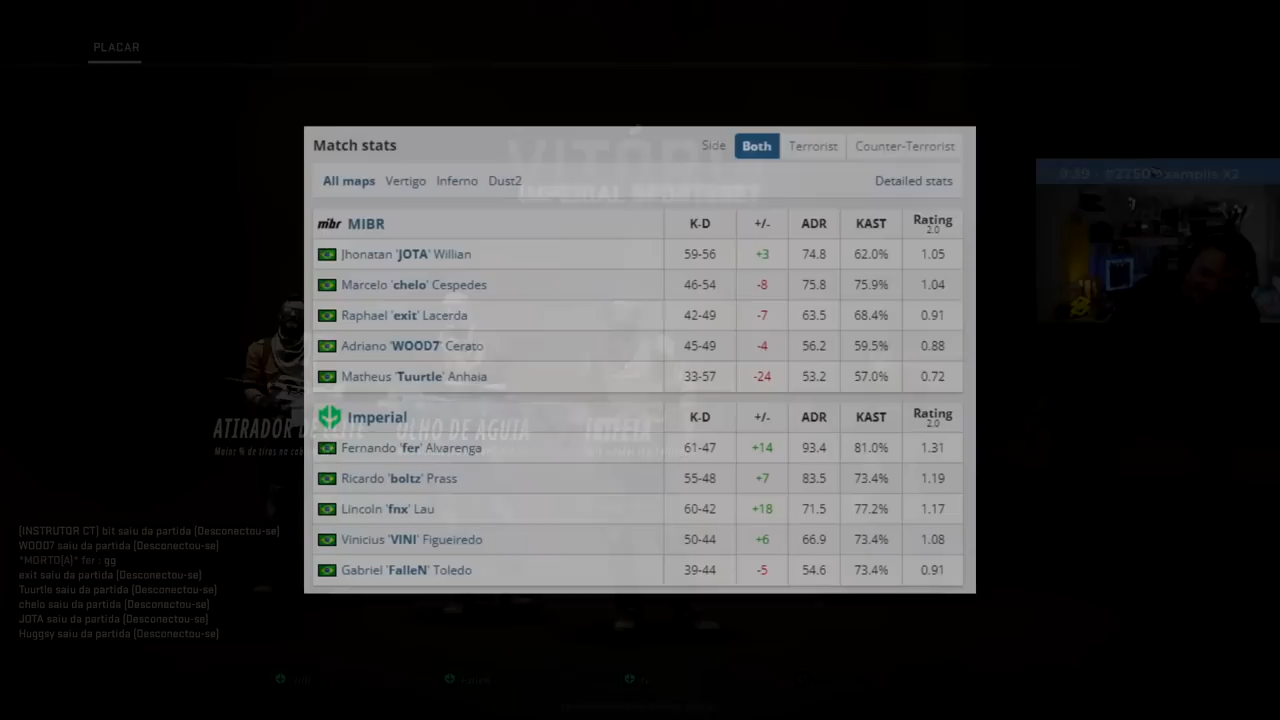 PLACAR
Match stats
Side Both Terrorist Counter-Terrorist
VITÓRIA
All maps Vertigo Inferno Dust2 Detailed stats
mibr MIBR K-D +/- ADR KAST Rating 2.0
Jhonatan 'JOTA' Willian 59-56 +3 74.8 62.0% 1.05
Marcelo 'chelo' Cespedes 46-54 -8 75.8 75.9% 1.04
Raphael 'exit' Lacerda 42-49 -7 63.5 68.4% 0.91
Adriano 'WOOD7' Cerato 45-49 -4 56.2 59.5% 0.88
Matheus 'Tuurtle' Anhaia 33-57 -24 53.2 57.0% 0.72
Imperial K-D +/- ADR KAST Rating 2.0
Fernando 'fer' Alvarenga 61-47 +14 93.4 81.0% 1.31
Ricardo 'boltz' Prass 55-48 +7 83.5 73.4% 1.19
Lincoln 'fnx' Lau 60-42 +18 71.5 77.2% 1.17
Vinicius 'VINI' Figueiredo 50-44 +6 66.9 73.4% 1.08
Gabriel 'FalleN' Toledo 39-44 -5 54.6 73.4% 0.91
ATIRADOR DE ELITE
OLHO DE ÁGUIA
[INSTRUTOR CT] bit saiu da partida (Desconectou-se)
WOOD7 saiu da partida (Desconectou-se)
*MORTO(A)* fer : gg
exit saiu da partida (Desconectou-se)
Tuurtle saiu da partida (Desconectou-se)
chelo saiu da partida (Desconectou-se)
JOTA saiu da partida (Desconectou-se)
Huggsy saiu da partida (Desconectou-se)